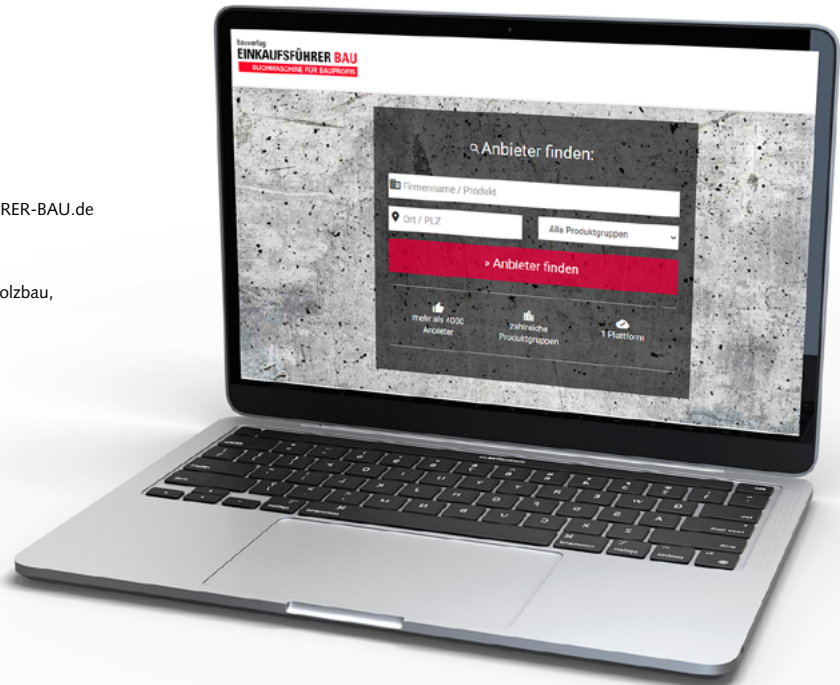 bauverlag
EINKAUFSFÜHRER BAU
SUCHMASCHINE FÜR BAUPROFIS
Anbieter finden:
Firmenname / Produkt
Ort / PLZ
Alle Produktgruppen
» Anbieter finden
mehr als 4000
Anbieter
zahlreiche
Produktgruppen
1 Plattform
RER-BAU.de
olzbau,